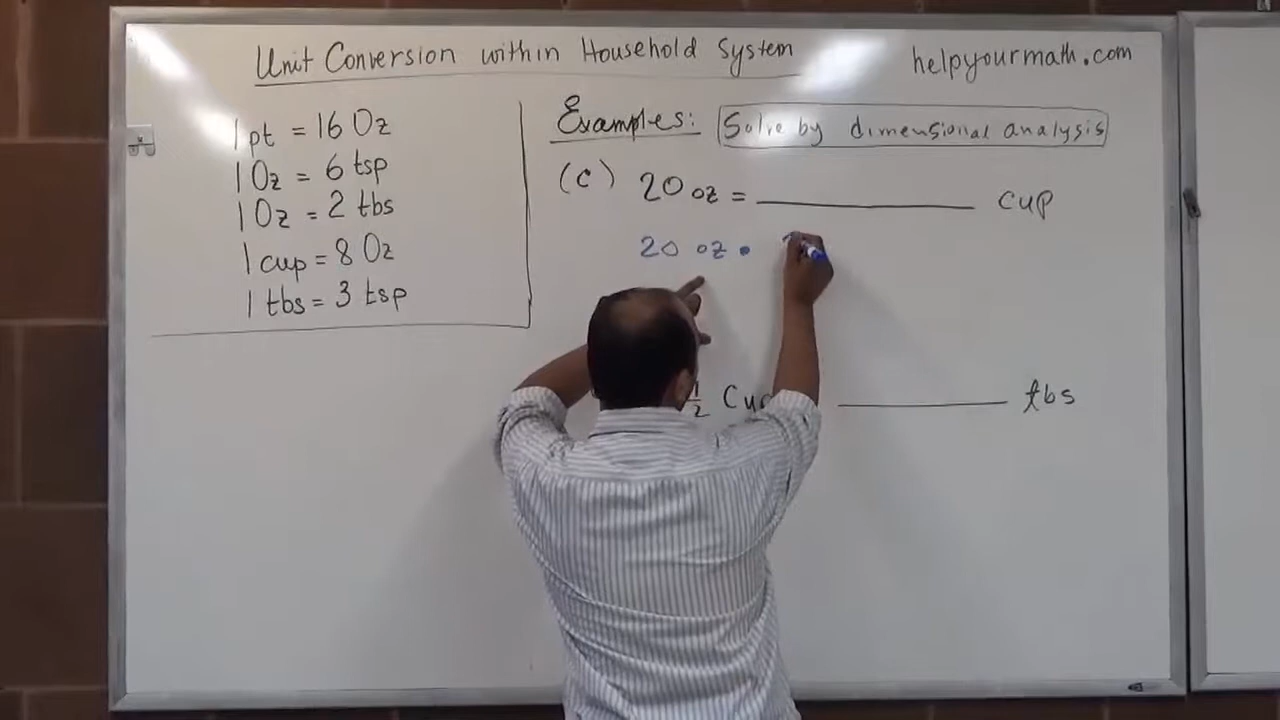 Unit Conversion within Household System
helpyourmath.com
1 pt = 16 Oz
1 Oz = 6 tsp
1 Oz = 2 tbs
1 cup = 8 Oz
1 tbs = 3 tsp
Examples: Solve by dimensional analysis
(c) 20 oz = __________ cup
20 oz •
1/2 Cup __________ tbs